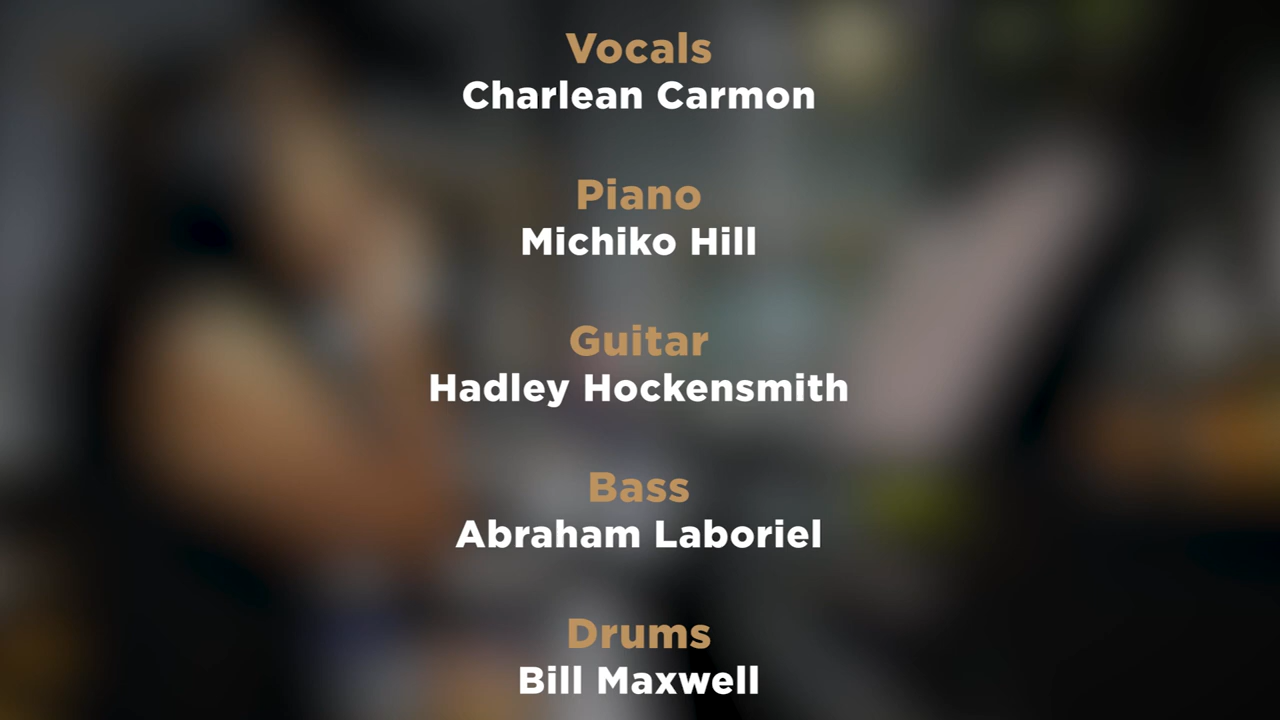 Vocals
Charlean Carmon
Piano
Michiko Hill
Guitar
Hadley Hockensmith
Bass
Abraham Laboriel
Drums
Bill Maxwell